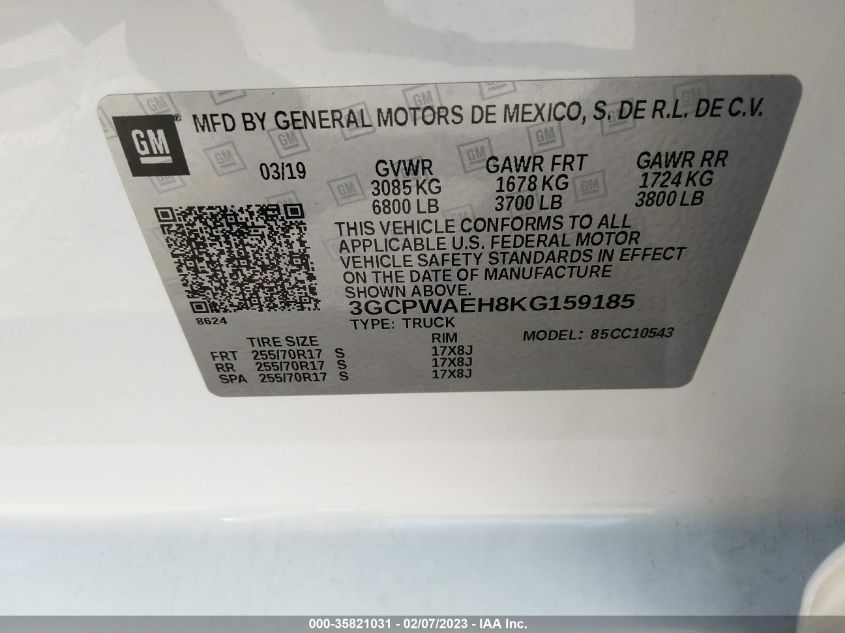 GM
MFD BY GENERAL MOTORS DE MEXICO, S. DE R.L. DE C.V.
03/19 GVWR GAWR FRT GAWR RR
3085 KG 1678 KG 1724 KG
6800 LB 3700 LB 3800 LB
THIS VEHICLE CONFORMS TO ALL
APPLICABLE U.S. FEDERAL MOTOR
VEHICLE SAFETY STANDARDS IN EFFECT
ON THE DATE OF MANUFACTURE
SHOWN ABOVE.
3GCPWAEH8KG159185
8624 TYPE: TRUCK MODEL: 85CC10543
TIRE SIZE RIM
FRT 255/70R17 S 17X8J
RR 255/70R17 S 17X8J
SPA 255/70R17 S 17X8J
000-35821031 - 02/07/2023 - © IAA, Inc.